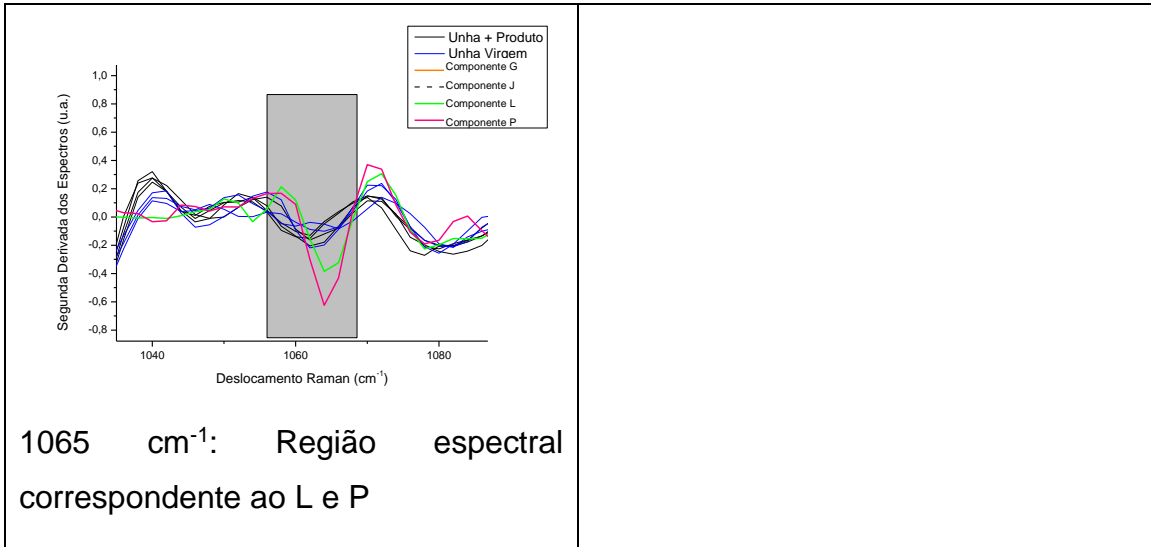 Unha + Produto
Unha Virgem
Componente G
Componente J
Componente L
Componente P
Segunda Derivada dos Espectros (u.a.)
1,0
0,8
0,6
0,4
0,2
0,0
-0,2
-0,4
-0,6
-0,8
1040 1060 1080
Deslocamento Raman (cm⁻¹)
1065 cm⁻¹: Região espectral
correspondente ao L e P